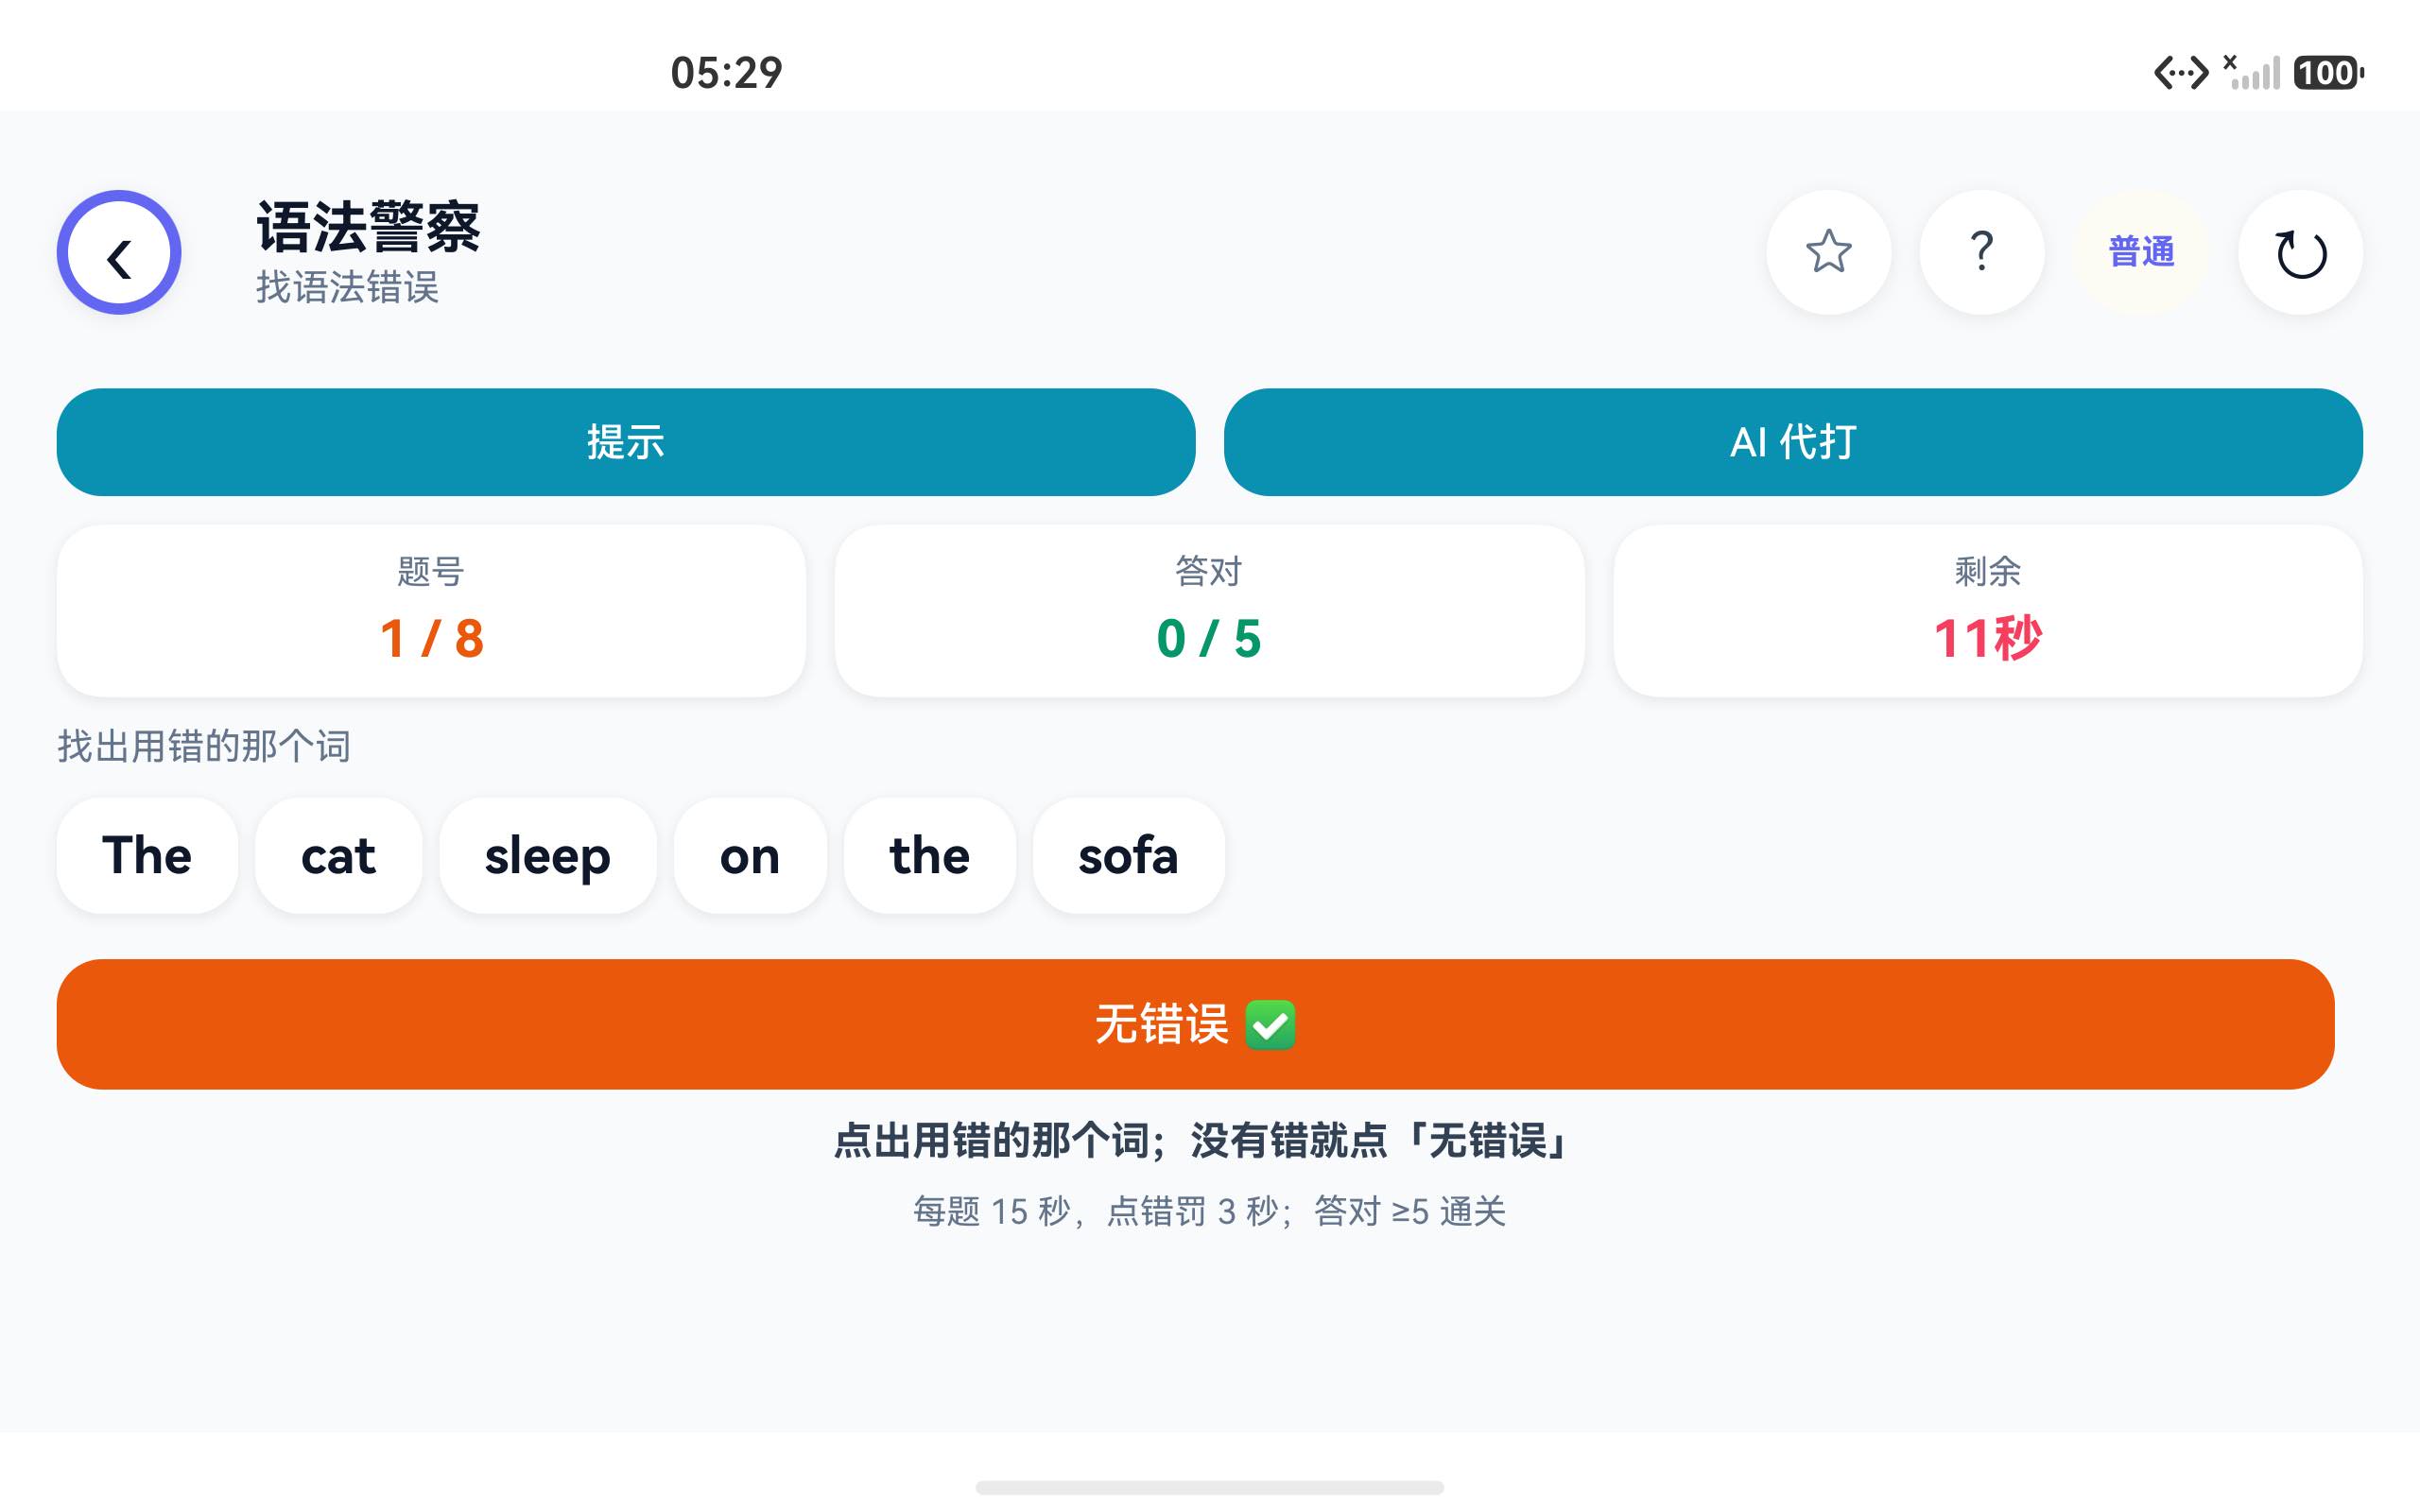 05:29
100
语法警察
找语法错误
?
普通
提示
AI 代打
题号
答对
剩余
1 / 8
0 / 5
11秒
找出用错的那个词
The cat sleep on the sofa
无错误 ✅
点出用错的那个词；没有错就点「无错误」
每题 15 秒，点错罚 3 秒；答对 ≥5 通关